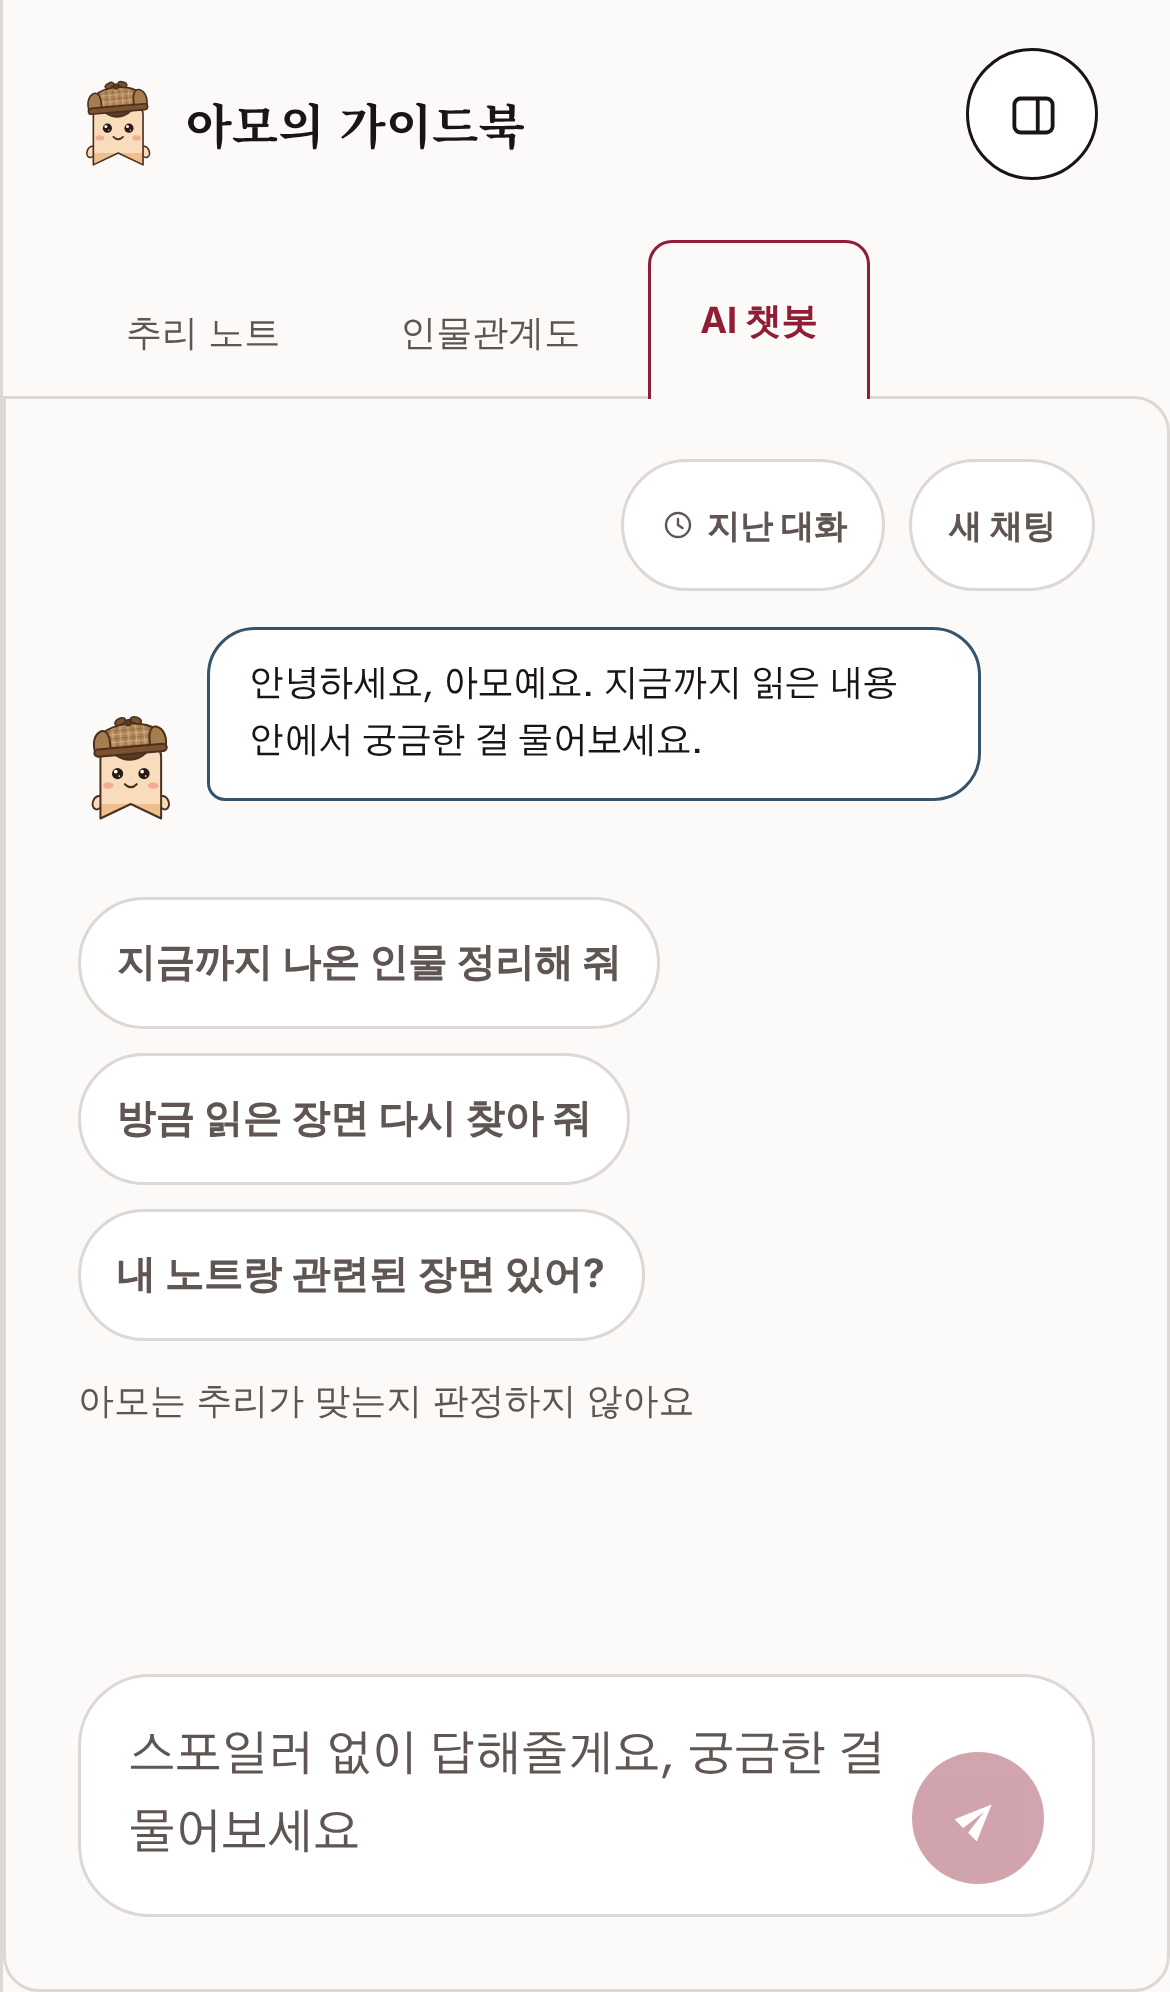 아모의 가이드북
추리 노트
인물관계도
AI 챗봇
지난 대화
새 채팅
안녕하세요, 아모예요. 지금까지 읽은 내용
안에서 궁금한 걸 물어보세요.
지금까지 나온 인물 정리해 줘
방금 읽은 장면 다시 찾아 줘
내 노트랑 관련된 장면 있어?
아모는 추리가 맞는지 판정하지 않아요
스포일러 없이 답해줄게요, 궁금한 걸
물어보세요